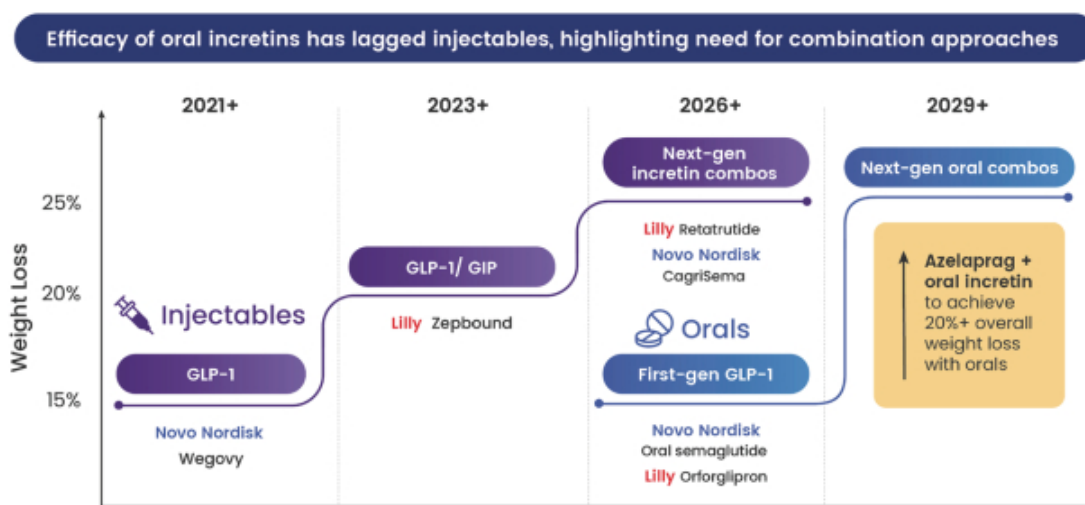 Efficacy of oral incretins has lagged injectables, highlighting need for combination approaches
2021+
2023+
2026+
2029+
Weight Loss
25%
20%
15%
Injectables
GLP-1
Novo Nordisk
Wegovy
GLP-1/ GIP
Lilly Zepbound
Next-gen
incretin combos
Lilly Retatrutide
Novo Nordisk
CagriSema
Orals
First-gen GLP-1
Novo Nordisk
Oral semaglutide
Lilly Orforglipron
Next-gen oral combos
Azelaprag +
oral incretin
to achieve
20%+ overall
weight loss
with orals